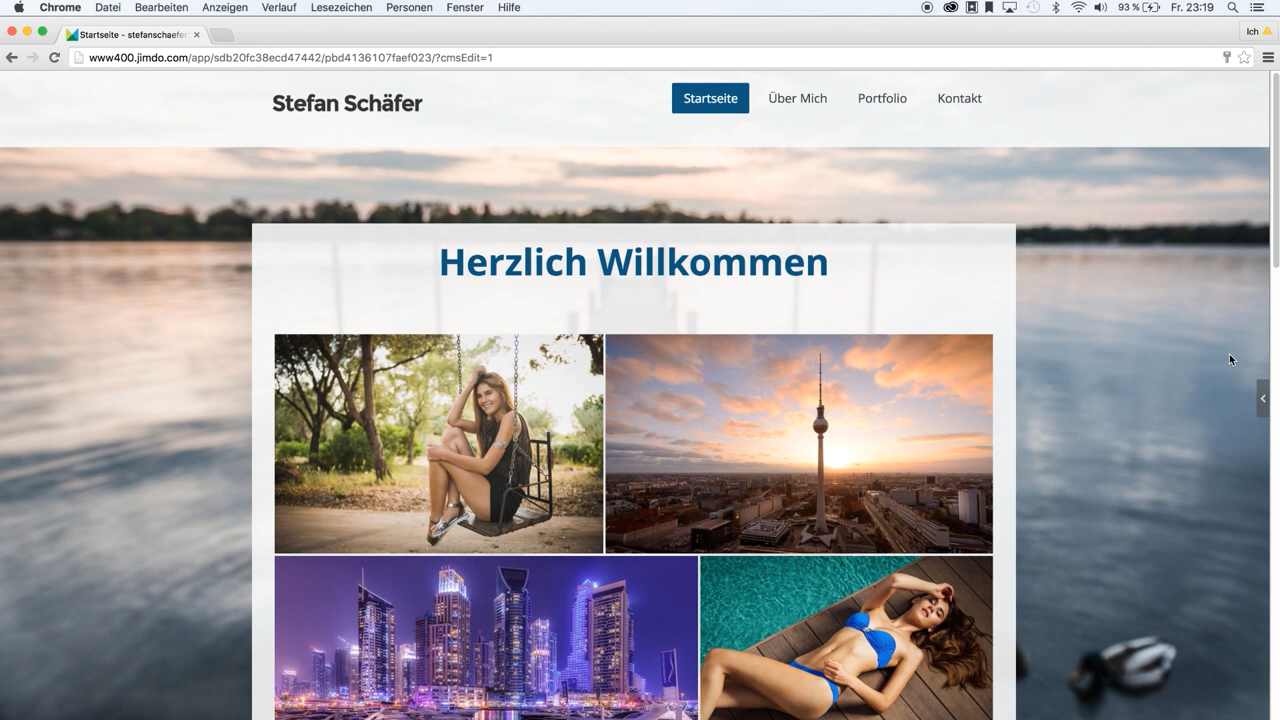 Chrome Datei Bearbeiten Anzeigen Verlauf Lesezeichen Personen Fenster Hilfe 93 % Fr. 23:19
Startseite - stefanschaefer Ich
www400.jimdo.com/app/sdb20fc38ecd47442/pbd4136107faef023/?cmsEdit=1
Stefan Schäfer Startseite Über Mich Portfolio Kontakt
Herzlich Willkommen